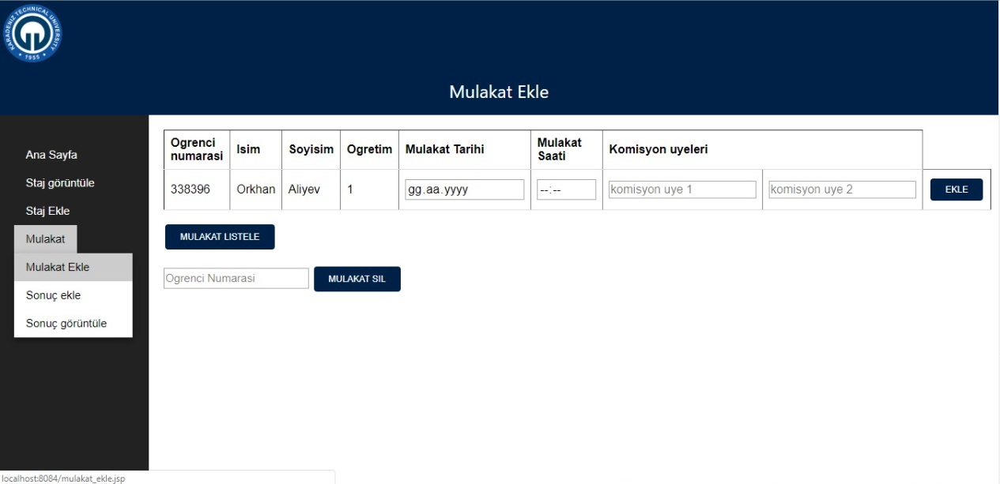 KARADENIZ TECHNICAL UNIVERSITY
1955
Mulakat Ekle
Ana Sayfa
Staj görüntüle
Staj Ekle
Mulakat
Mulakat Ekle
Sonuç ekle
Sonuç görüntüle
Ogrenci numarasi Isim Soyisim Ogretim Mulakat Tarihi Mulakat Saati Komisyon uyeleri
338396 Orkhan Aliyev 1 gg.aa.yyyy --:-- komisyon uye 1 komisyon uye 2 EKLE
MULAKAT LISTELE
Ogrenci Numarasi MULAKAT SIL
localhost:8084/mulakat_ekle.jsp